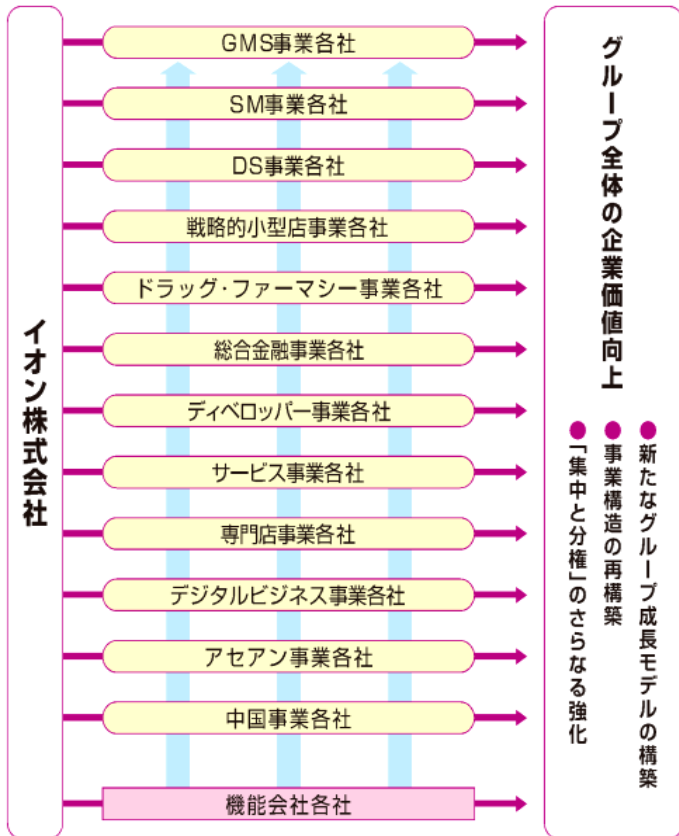 イオン株式会社
GMS事業各社
SM事業各社
DS事業各社
戦略的小型店事業各社
ドラッグ・ファーマシー事業各社
総合金融事業各社
ディベロッパー事業各社
サービス事業各社
専門店事業各社
デジタルビジネス事業各社
アセアン事業各社
中国事業各社
機能会社各社
グループ全体の企業価値向上
●新たなグループ成長モデルの構築
●事業構造の再構築
●「集中と分権」のさらなる強化